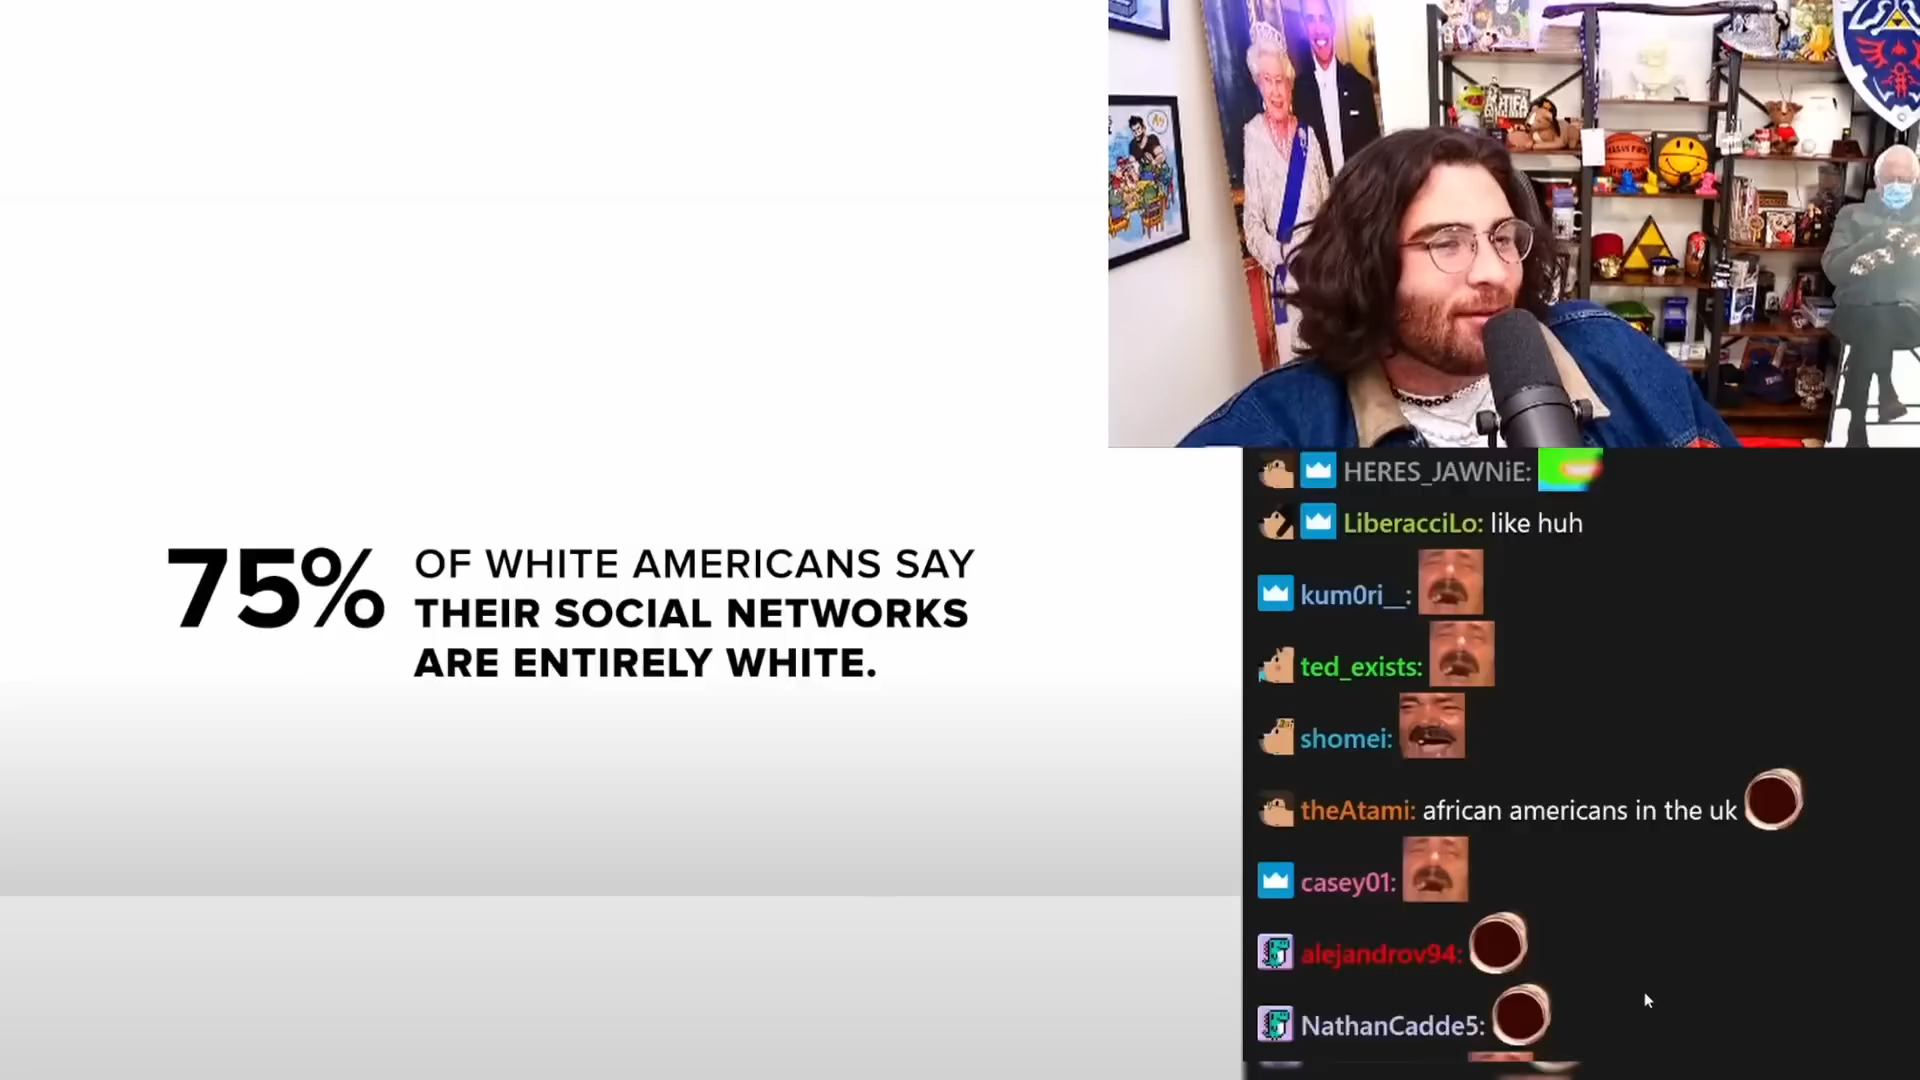 75% OF WHITE AMERICANS SAY
THEIR SOCIAL NETWORKS
ARE ENTIRELY WHITE.
HERES_JAWNiE:
LiberacciLo: like huh
kum0ri__:
ted_exists:
shomei:
theAtami: african americans in the uk
casey01:
alejandrov94:
NathanCadde5: